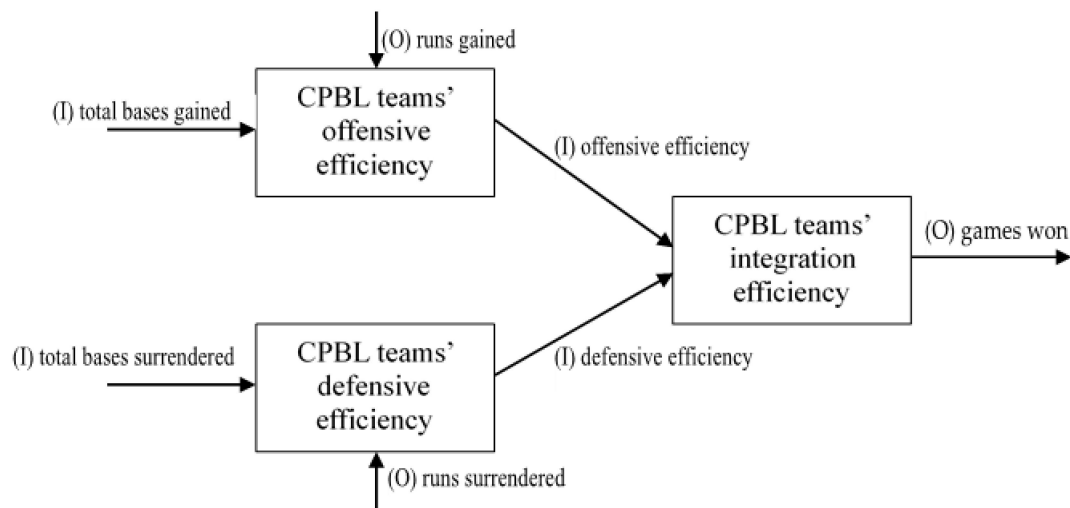 (O) runs gained
(I) total bases gained
CPBL teams’
offensive
efficiency
(I) offensive efficiency
CPBL teams’
integration
efficiency
(O) games won
(I) total bases surrendered
CPBL teams’
defensive
efficiency
(I) defensive efficiency
(O) runs surrendered